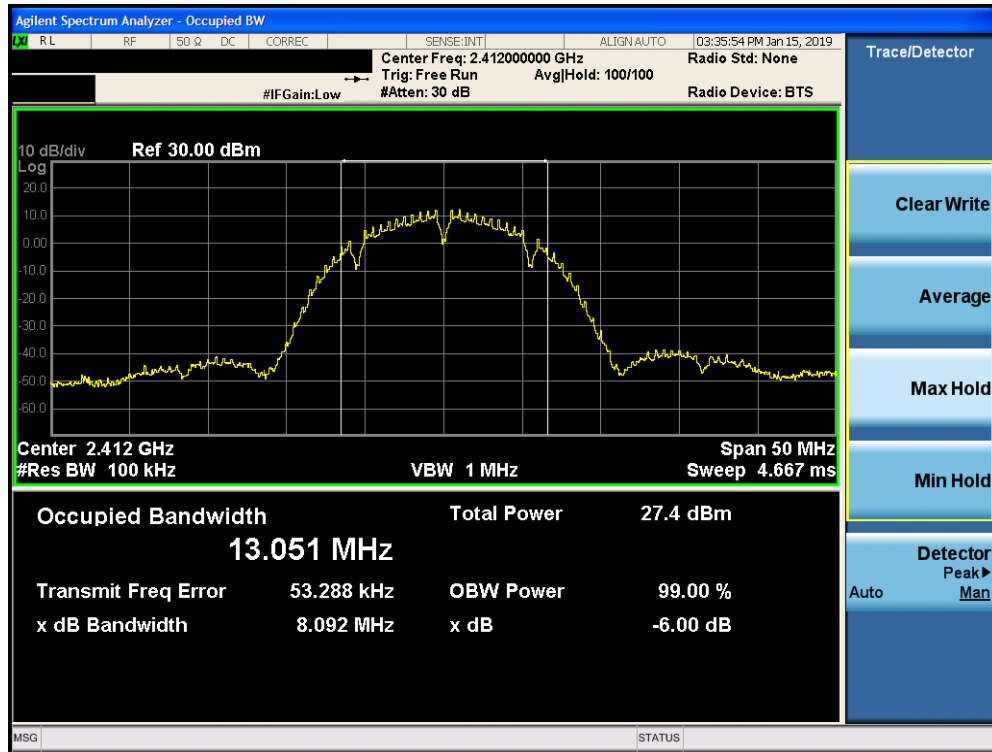 Agilent Spectrum Analyzer - Occupied BW
LXI RL RF 50 Ω DC CORREC SENSE:INT ALIGNAUTO 03:35:54 PM Jan 15, 2019
Center Freq: 2.412000000 GHz Radio Std: None
Trig: Free Run Avg|Hold: 100/100
#IFGain:Low #Atten: 30 dB Radio Device: BTS
Trace/Detector
10 dB/div Ref 30.00 dBm
Log
20.0
10.0
0.00
-10.0
-20.0
-30.0
-40.0
-50.0
-60.0
Center 2.412 GHz Span 50 MHz
#Res BW 100 kHz VBW 1 MHz Sweep 4.667 ms
Occupied Bandwidth Total Power 27.4 dBm
13.051 MHz
Transmit Freq Error 53.288 kHz OBW Power 99.00 %
x dB Bandwidth 8.092 MHz x dB -6.00 dB
Clear Write
Average
Max Hold
Min Hold
Detector
Peak▶
Auto Man
MSG STATUS